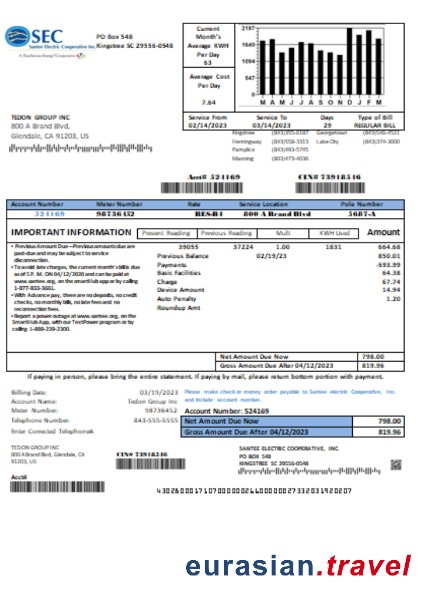 SEC
Santee Electric Cooperative, Inc.
A Touchstone Energy® Cooperative
PO Box 548
Kingstree SC 29556-0548
Current
Month's
Average KWH
Per Day
63
Average Cost
Per Day
7.64
2187
1640
1094
547
0
M A M J J A S O N D J F M
Service From
02/14/2023
Service To
03/14/2023
Days
29
Type of Bill
REGULAR BILL
TEDON GROUP INC
800 A Brand Blvd,
Glendale, CA 91203, US
Kingstree (843)355-6187 Georgetown (843)546-4521
Hemingway (843)558-3313 Lake City (843)374-3000
Pamplico (843)493-5745
Manning (843)473-4036
Acct# 524169
CIN# 73918546
Account Number Meter Number Rate Service Location Pole Number
524169 98736452 RES-B4 800 A Brand Blvd 5687-A
IMPORTANT INFORMATION
Present Reading Previous Reading Mult KWH Used Amount
39055 37224 1.00 1831 664.68
Previous Balance 02/19/23 850.01
Payments -593.99
Basic Facilities 64.38
Charge 67.74
Device Amount 14.94
Auto Penalty 1.20
Roundup Amt
• Previous Amount Due—Previous amounts due are
past-due and may be subject to service
disconnection.
• To avoid late charges, the current month's bill is due
as of 5 P. M. ON 04/12/2020 and can be paid at
www.santee.org, on the smartHub app or by calling
1-877-833-3661.
• With Advance pay, there are no deposits, no credit
checks, no monthly bills, no late fees and no
reconnection fees.
• Report a power outage at www.santee.org, on the
SmartHub App, with our TextPower program or by
calling 1-888-239-2300.
Net Amount Due Now 798.00
Gross Amount Due After 04/12/2023 819.96
If paying in person, please bring the entire statement. If paying by mail, please return bottom portion with payment.
Billing Date: 03/19/2023
Account Name: Tedon Group Inc
Meter Number: 98736452
Telephone Number: 843-555-5555
Enter Corrected Telephone#:
Please make check or money order payable to Santee electric Cooperative, Inc.
and Include account number.
Account Number: 524169
Net Amount Due Now 798.00
Gross Amount Due After 04/12/2023 819.96
TEDON GROUP INC
800 A Brand Blvd, Glendale, CA
91203, US
CIN# 73918546
Acct#
SANTEE ELECTRIC COOPERATIVE, INC.
PO BOX 548
KINGSTREE SC 29556-0548
eurasian.travel